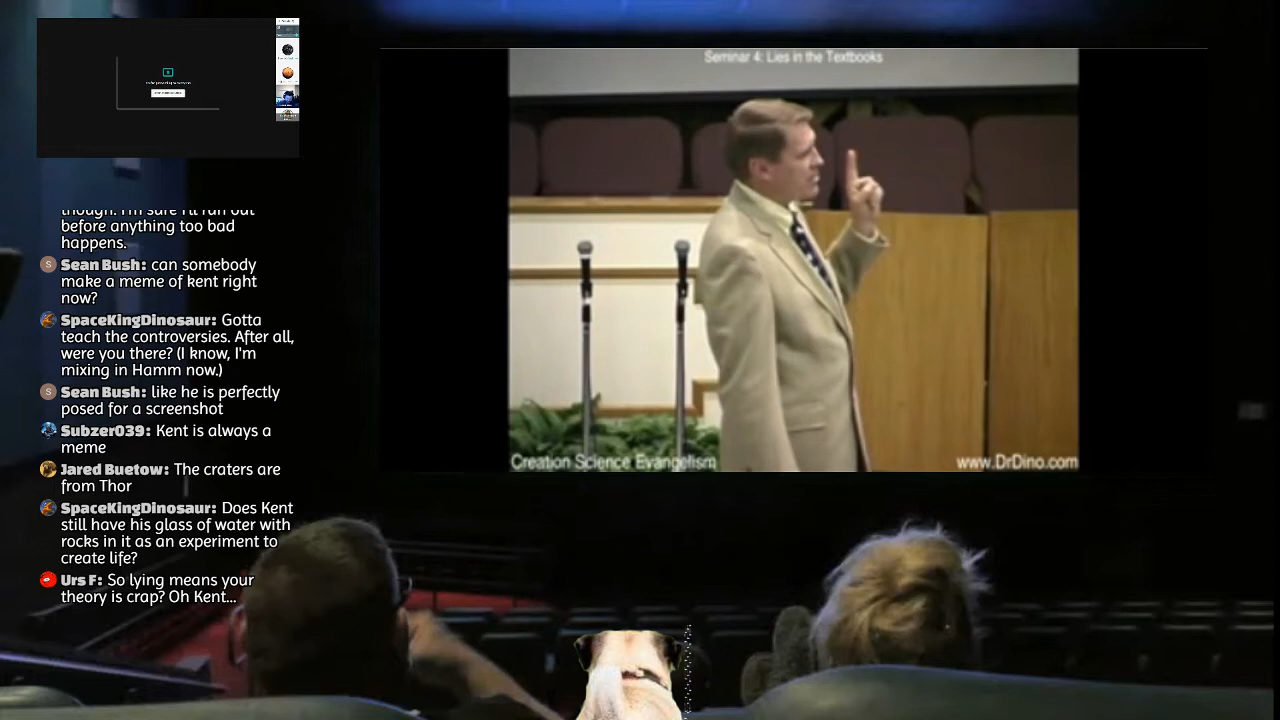 Seminar 4: Lies in the Textbooks
though. I'm sure I'll run out
before anything too bad
happens.
Sean Bush: can somebody
make a meme of kent right
now?
SpaceKingDinosaur: Gotta
teach the controversies. After all,
were you there? (I know, I'm
mixing in Hamm now.)
Sean Bush: like he is perfectly
posed for a screenshot
Subzer039: Kent is always a
meme
Jared Buetow: The craters are
from Thor
SpaceKingDinosaur: Does Kent
still have his glass of water with
rocks in it as an experiment to
create life?
Urs F: So lying means your
theory is crap? Oh Kent...
Creation Science Evangelism
www.DrDino.com